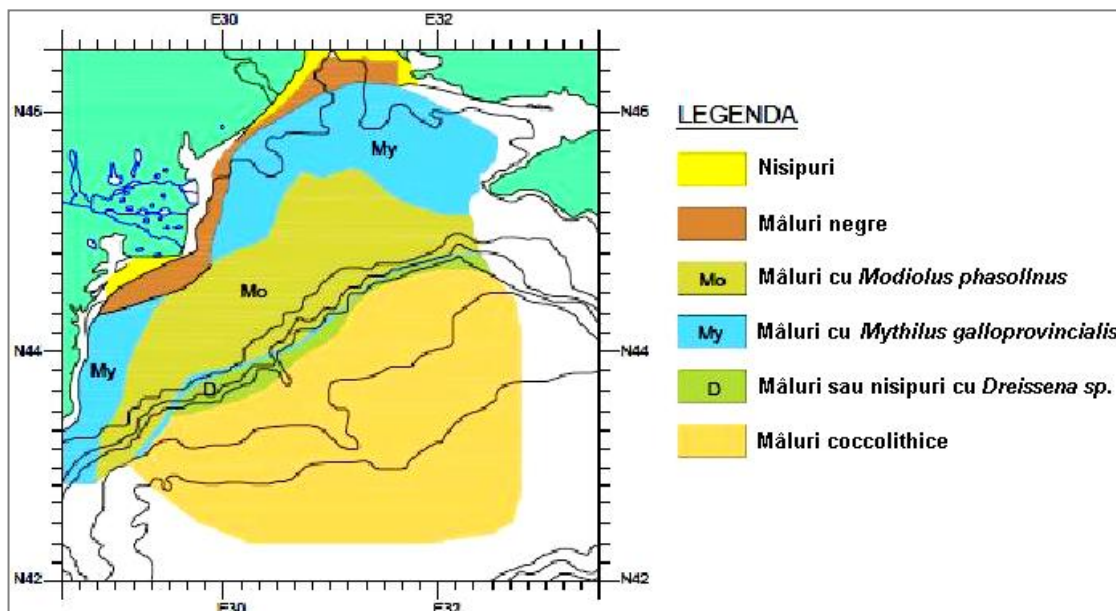 E30 E32
N46 N46
My
Mo
N44 N44
My
D
N42 N42
E30 E32
LEGENDA
Nisipuri
Mâluri negre
Mo Mâluri cu Modiolus phasolinus
My Mâluri cu Mythilus galloprovincialis
D Mâluri sau nisipuri cu Dreissena sp.
Mâluri coccolithice